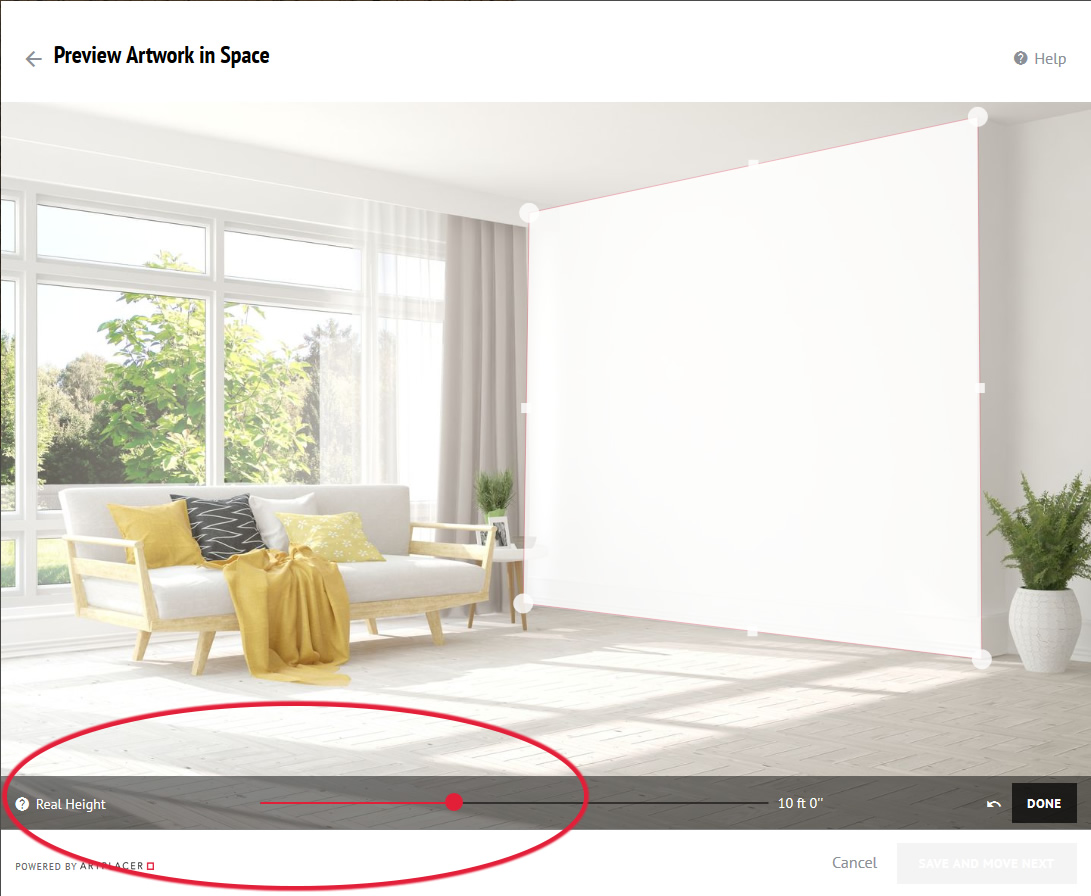 Preview Artwork in Space
Help
Real Height
10 ft 0''
DONE
POWERED BY ARTPLACER
Cancel
SAVE AND MOVE NEXT